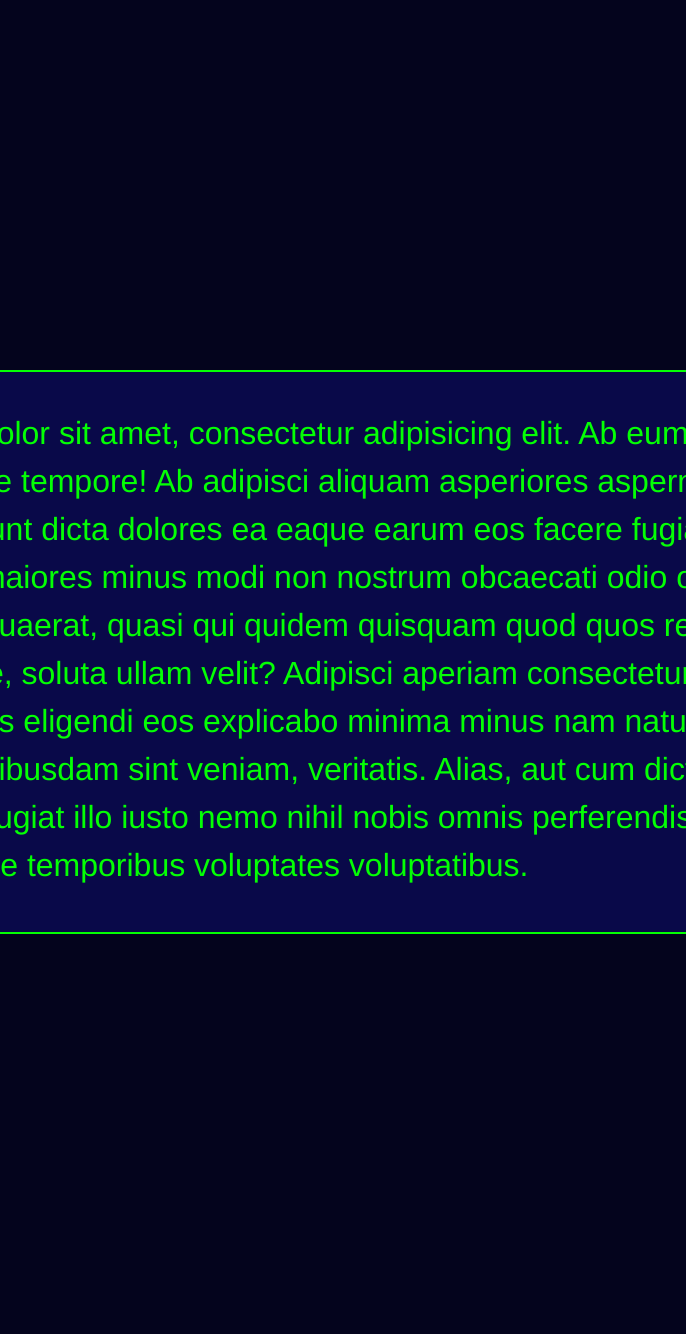 olor sit amet, consectetur adipisicing elit. Ab eum
e tempore! Ab adipisci aliquam asperiores aspern
unt dicta dolores ea eaque earum eos facere fugia
naiores minus modi non nostrum obcaecati odio o
uaerat, quasi qui quidem quisquam quod quos re
e, soluta ullam velit? Adipisci aperiam consectetur
s eligendi eos explicabo minima minus nam natu
ibusdam sint veniam, veritatis. Alias, aut cum dict
ugiat illo iusto nemo nihil nobis omnis perferendis
e temporibus voluptates voluptatibus.